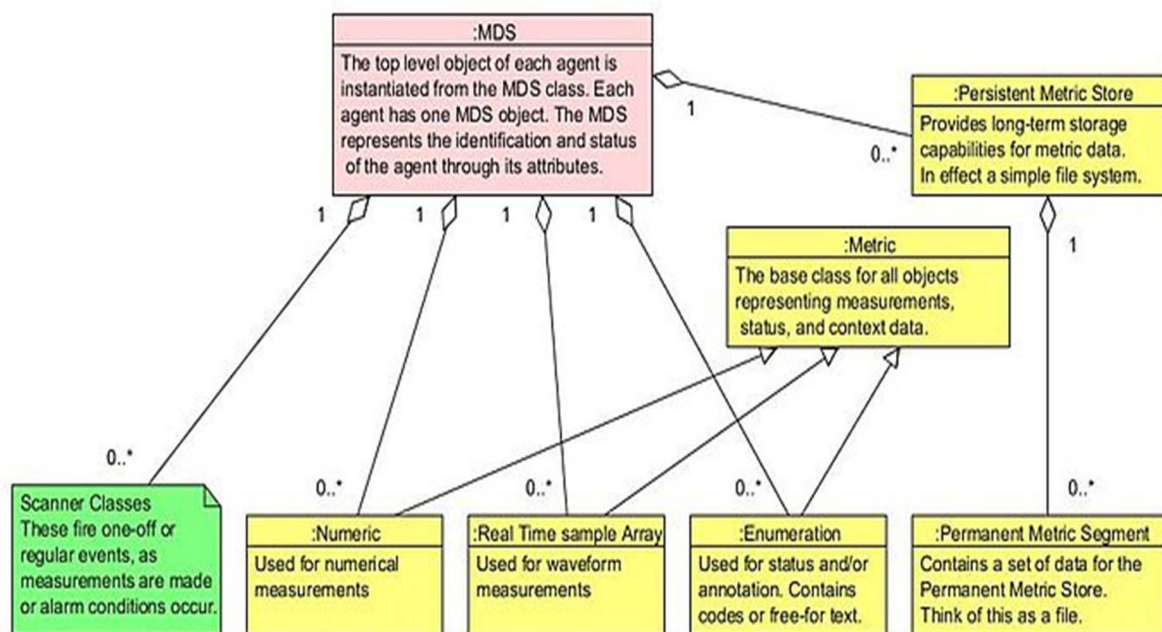 :MDS
The top level object of each agent is
instantiated from the MDS class. Each
agent has one MDS object. The MDS
represents the identification and status
of the agent through its attributes.
1
0..*
:Persistent Metric Store
Provides long-term storage
capabilities for metric data.
In effect a simple file system.
1
1
1
1
1
:Metric
The base class for all objects
representing measurements,
status, and context data.
0..*
0..*
0..*
0..*
0..*
Scanner Classes
These fire one-off or
regular events, as
measurements are made
or alarm conditions occur.
:Numeric
Used for numerical
measurements
:Real Time sample Array
Used for waveform
measurements
:Enumeration
Used for status and/or
annotation. Contains
codes or free-for text.
:Permanent Metric Segment
Contains a set of data for the
Permanent Metric Store.
Think of this as a file.